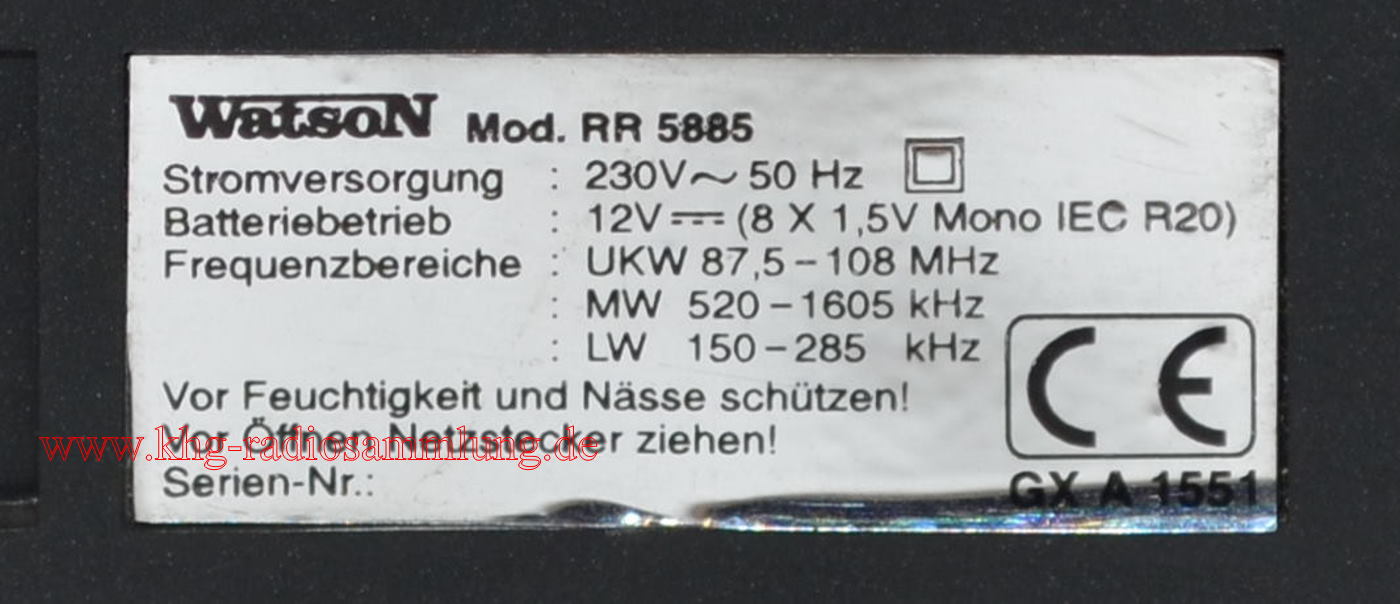 WatsoN Mod. RR 5885
Stromversorgung : 230V~ 50 Hz
Batteriebetrieb : 12V⎓ (8 X 1,5V Mono IEC R20)
Frequenzbereiche : UKW 87,5–108 MHz
: MW 520–1605 kHz
: LW 150–285 kHz
Vor Feuchtigkeit und Nässe schützen!
Vor Öffnen Netzstecker ziehen!
www.khg-radiosammlung.de
Serien-Nr.:
CE
GX A 1551